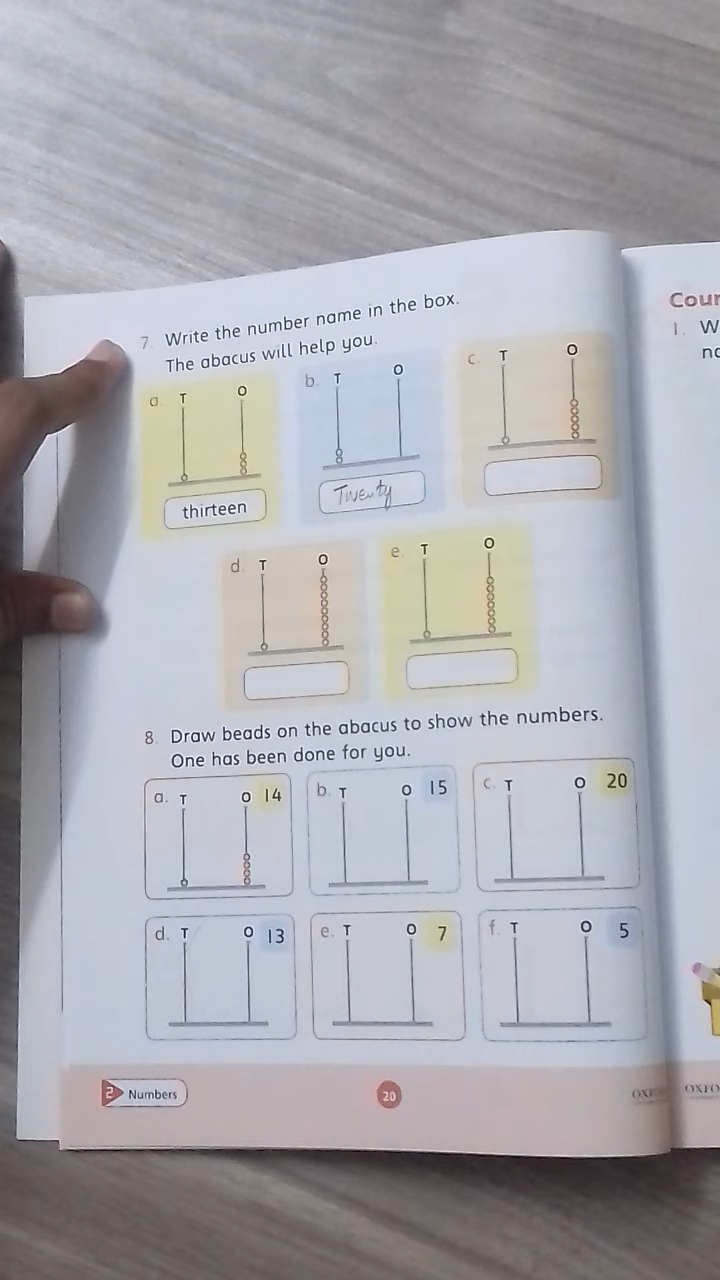 7. Write the number name in the box.
The abacus will help you.
a. T O
b. T O
c. T O
thirteen
Twenty
d. T O
e. T O
8. Draw beads on the abacus to show the numbers.
One has been done for you.
a. T O 14
b. T O 15
c. T O 20
d. T O 13
e. T O 7
f. T O 5
2 Numbers
20
Cour
1. W